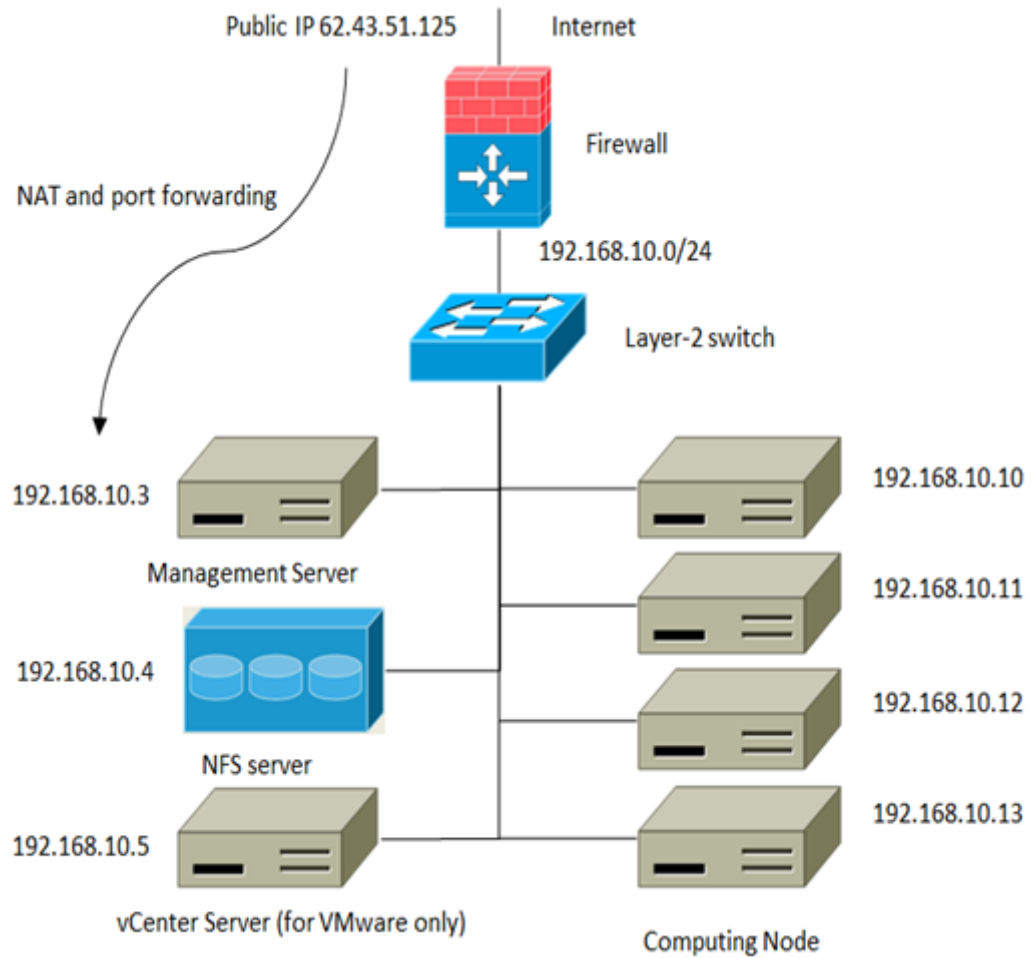 Public IP 62.43.51.125
Internet
Firewall
NAT and port forwarding
192.168.10.0/24
Layer-2 switch
192.168.10.3
Management Server
192.168.10.4
NFS server
192.168.10.5
vCenter Server (for VMware only)
192.168.10.10
192.168.10.11
192.168.10.12
192.168.10.13
Computing Node